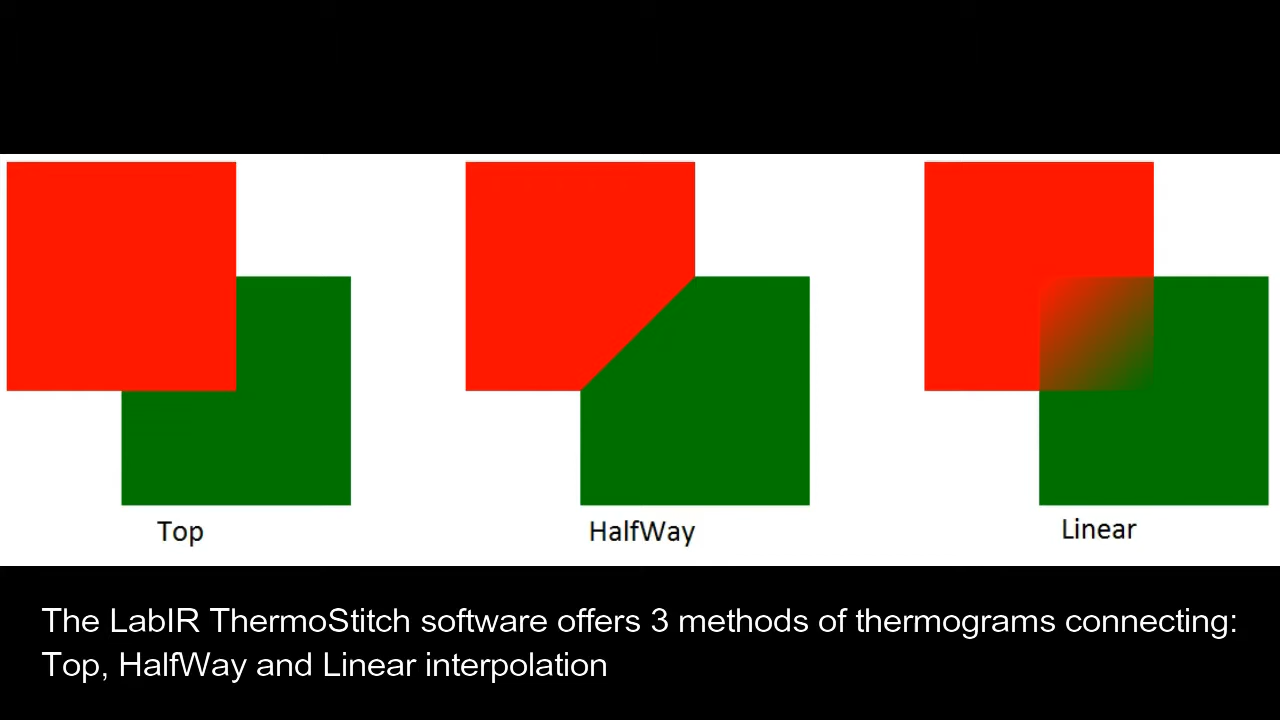 Top
HalfWay
Linear
The LabIR ThermoStitch software offers 3 methods of thermograms connecting:
Top, HalfWay and Linear interpolation